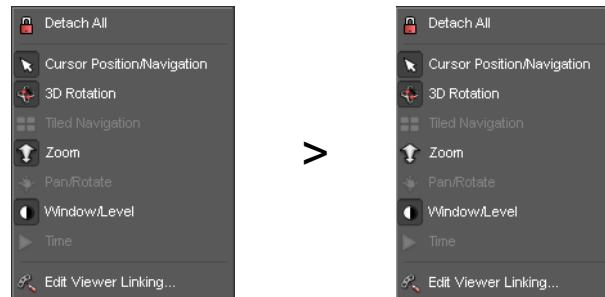 Detach All
Cursor Position/Navigation
3D Rotation
Tiled Navigation
Zoom
Pan/Rotate
Window/Level
Time
Edit Viewer Linking...
>
Detach All
Cursor Position/Navigation
3D Rotation
Tiled Navigation
Zoom
Pan/Rotate
Window/Level
Time
Edit Viewer Linking...